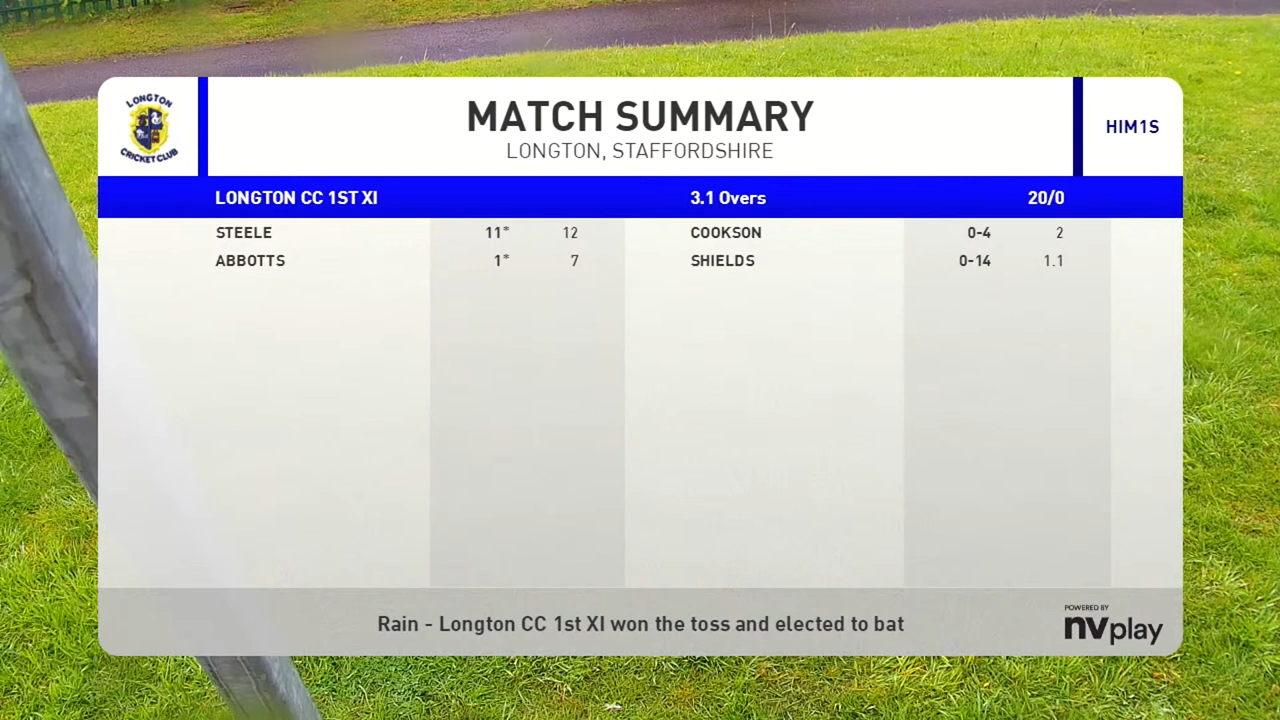 LONGTON
CRICKET CLUB
MATCH SUMMARY
LONGTON, STAFFORDSHIRE
HIM1S
LONGTON CC 1ST XI 3.1 Overs 20/0
STEELE 11* 12 COOKSON 0-4 2
ABBOTTS 1* 7 SHIELDS 0-14 1.1
Rain - Longton CC 1st XI won the toss and elected to bat
POWERED BY
nvplay